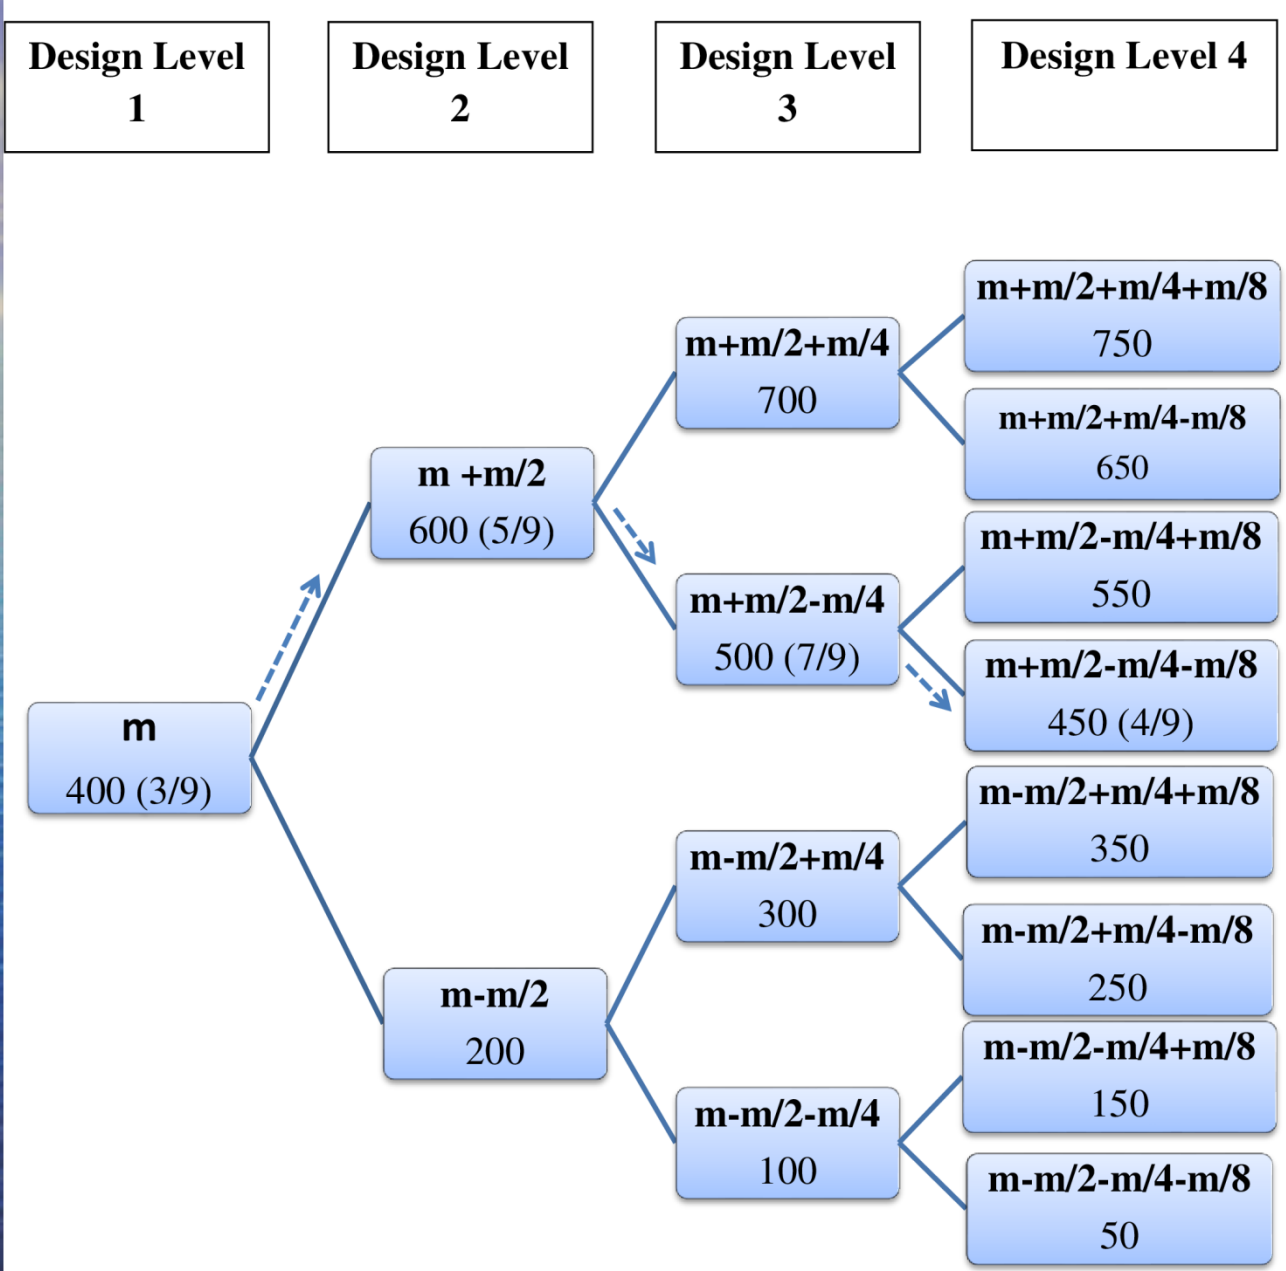 Design Level
1
Design Level
2
Design Level
3
Design Level 4
m
400 (3/9)
m +m/2
600 (5/9)
m-m/2
200
m+m/2+m/4
700
m+m/2-m/4
500 (7/9)
m-m/2+m/4
300
m-m/2-m/4
100
m+m/2+m/4+m/8
750
m+m/2+m/4-m/8
650
m+m/2-m/4+m/8
550
m+m/2-m/4-m/8
450 (4/9)
m-m/2+m/4+m/8
350
m-m/2+m/4-m/8
250
m-m/2-m/4+m/8
150
m-m/2-m/4-m/8
50